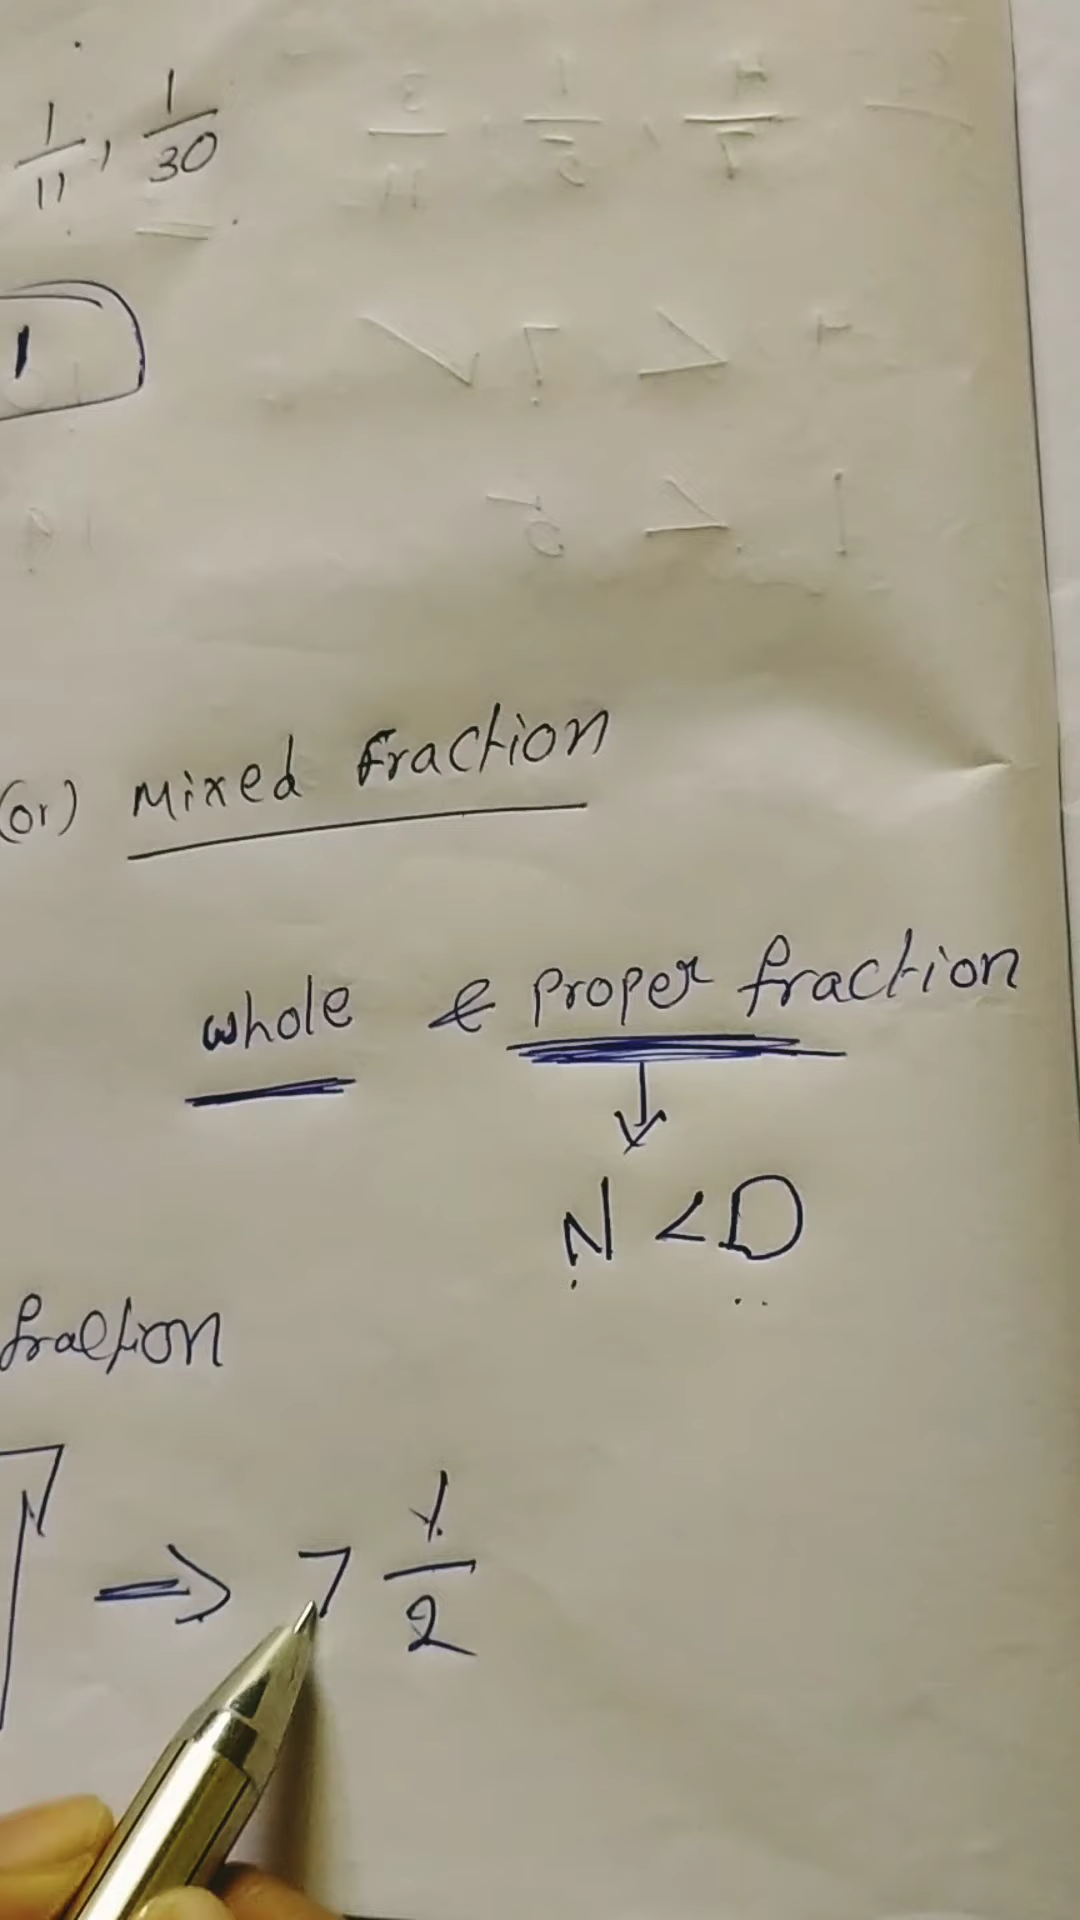 1/11, 1/30
1
(or) Mixed Fraction
whole & Proper fraction
↓
N < D
fraction
⇒ 7 1/2